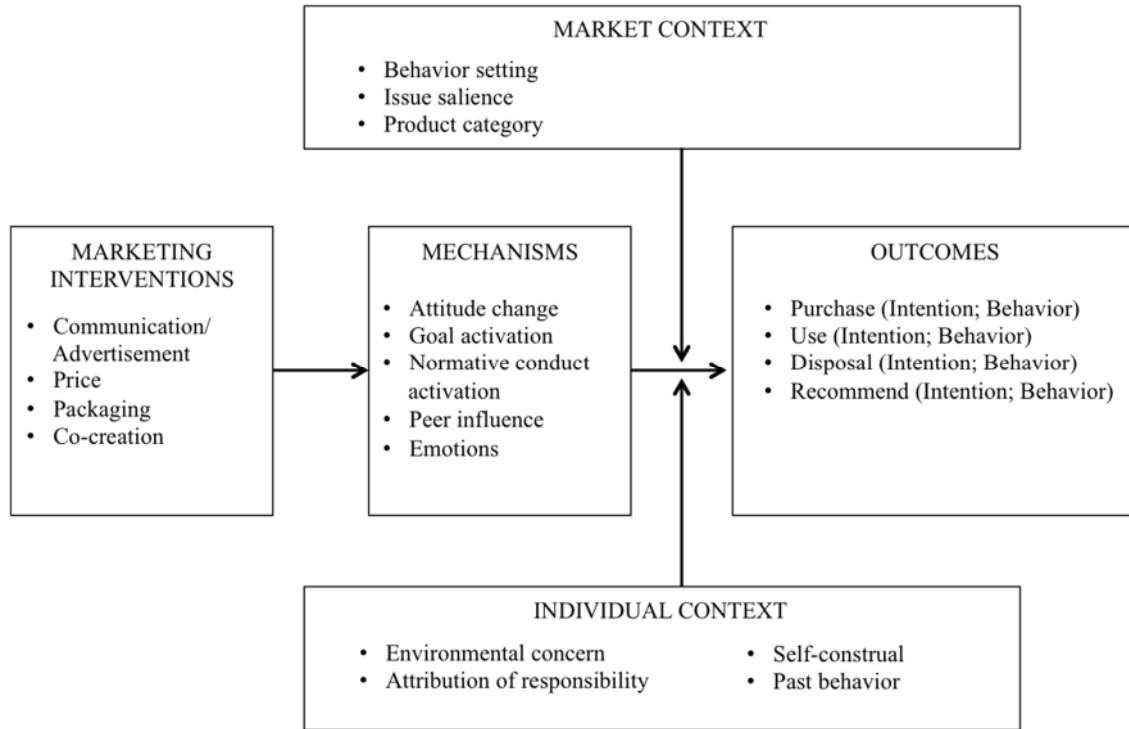 MARKET CONTEXT
• Behavior setting
• Issue salience
• Product category
MARKETING
INTERVENTIONS
• Communication/
Advertisement
• Price
• Packaging
• Co-creation
MECHANISMS
• Attitude change
• Goal activation
• Normative conduct
activation
• Peer influence
• Emotions
OUTCOMES
• Purchase (Intention; Behavior)
• Use (Intention; Behavior)
• Disposal (Intention; Behavior)
• Recommend (Intention; Behavior)
INDIVIDUAL CONTEXT
• Environmental concern
• Attribution of responsibility
• Self-construal
• Past behavior